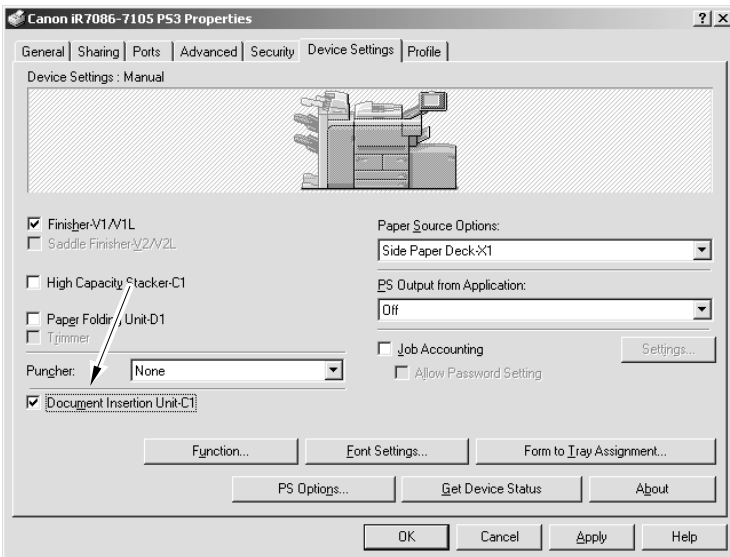 Canon iR7086-7105 PS3 Properties
General Sharing Ports Advanced Security Device Settings Profile
Device Settings : Manual
Finisher-V1/V1L
Saddle Finisher-V2/V2L
High Capacity Stacker-C1
Paper Folding Unit-D1
Trimmer
Puncher: None
Document Insertion Unit-C1
Paper Source Options:
Side Paper Deck-X1
PS Output from Application:
Off
Job Accounting Settings...
Allow Password Setting
Function... Font Settings... Form to Tray Assignment...
PS Options... Get Device Status About
OK Cancel Apply Help